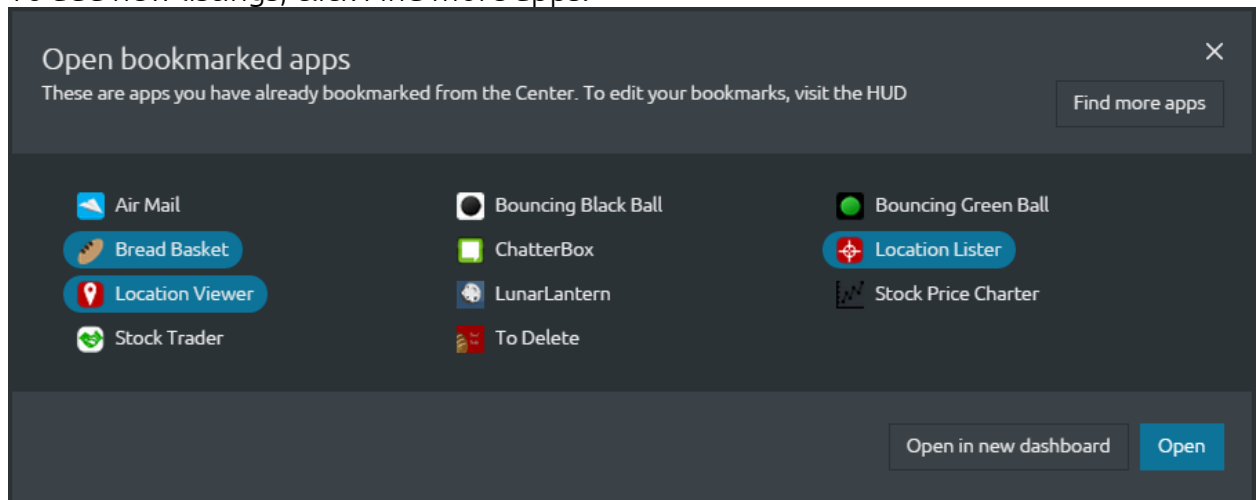 Open bookmarked apps
These are apps you have already bookmarked from the Center. To edit your bookmarks, visit the HUD
Find more apps
Air Mail
Bouncing Black Ball
Bouncing Green Ball
Bread Basket
ChatterBox
Location Lister
Location Viewer
LunarLantern
Stock Price Charter
Stock Trader
To Delete
Open in new dashboard
Open